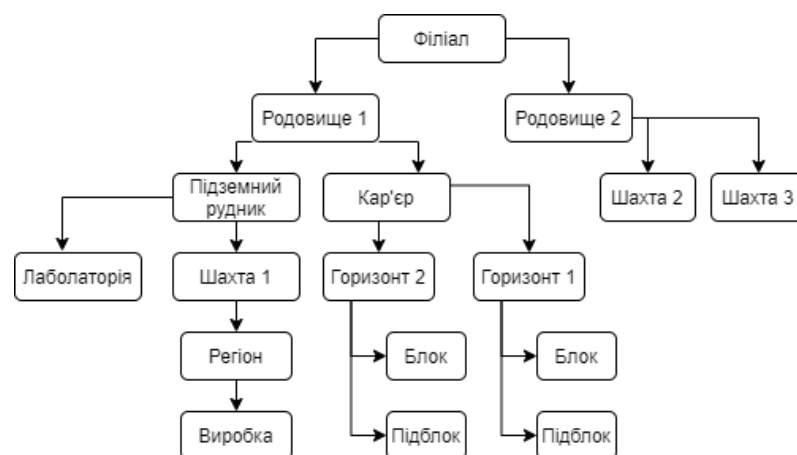 Філіал
Родовище 1
Родовище 2
Підземний
рудник
Кар'єр
Шахта 2
Шахта 3
Лаболаторія
Шахта 1
Горизонт 2
Горизонт 1
Регіон
Блок
Блок
Виробка
Підблок
Підблок